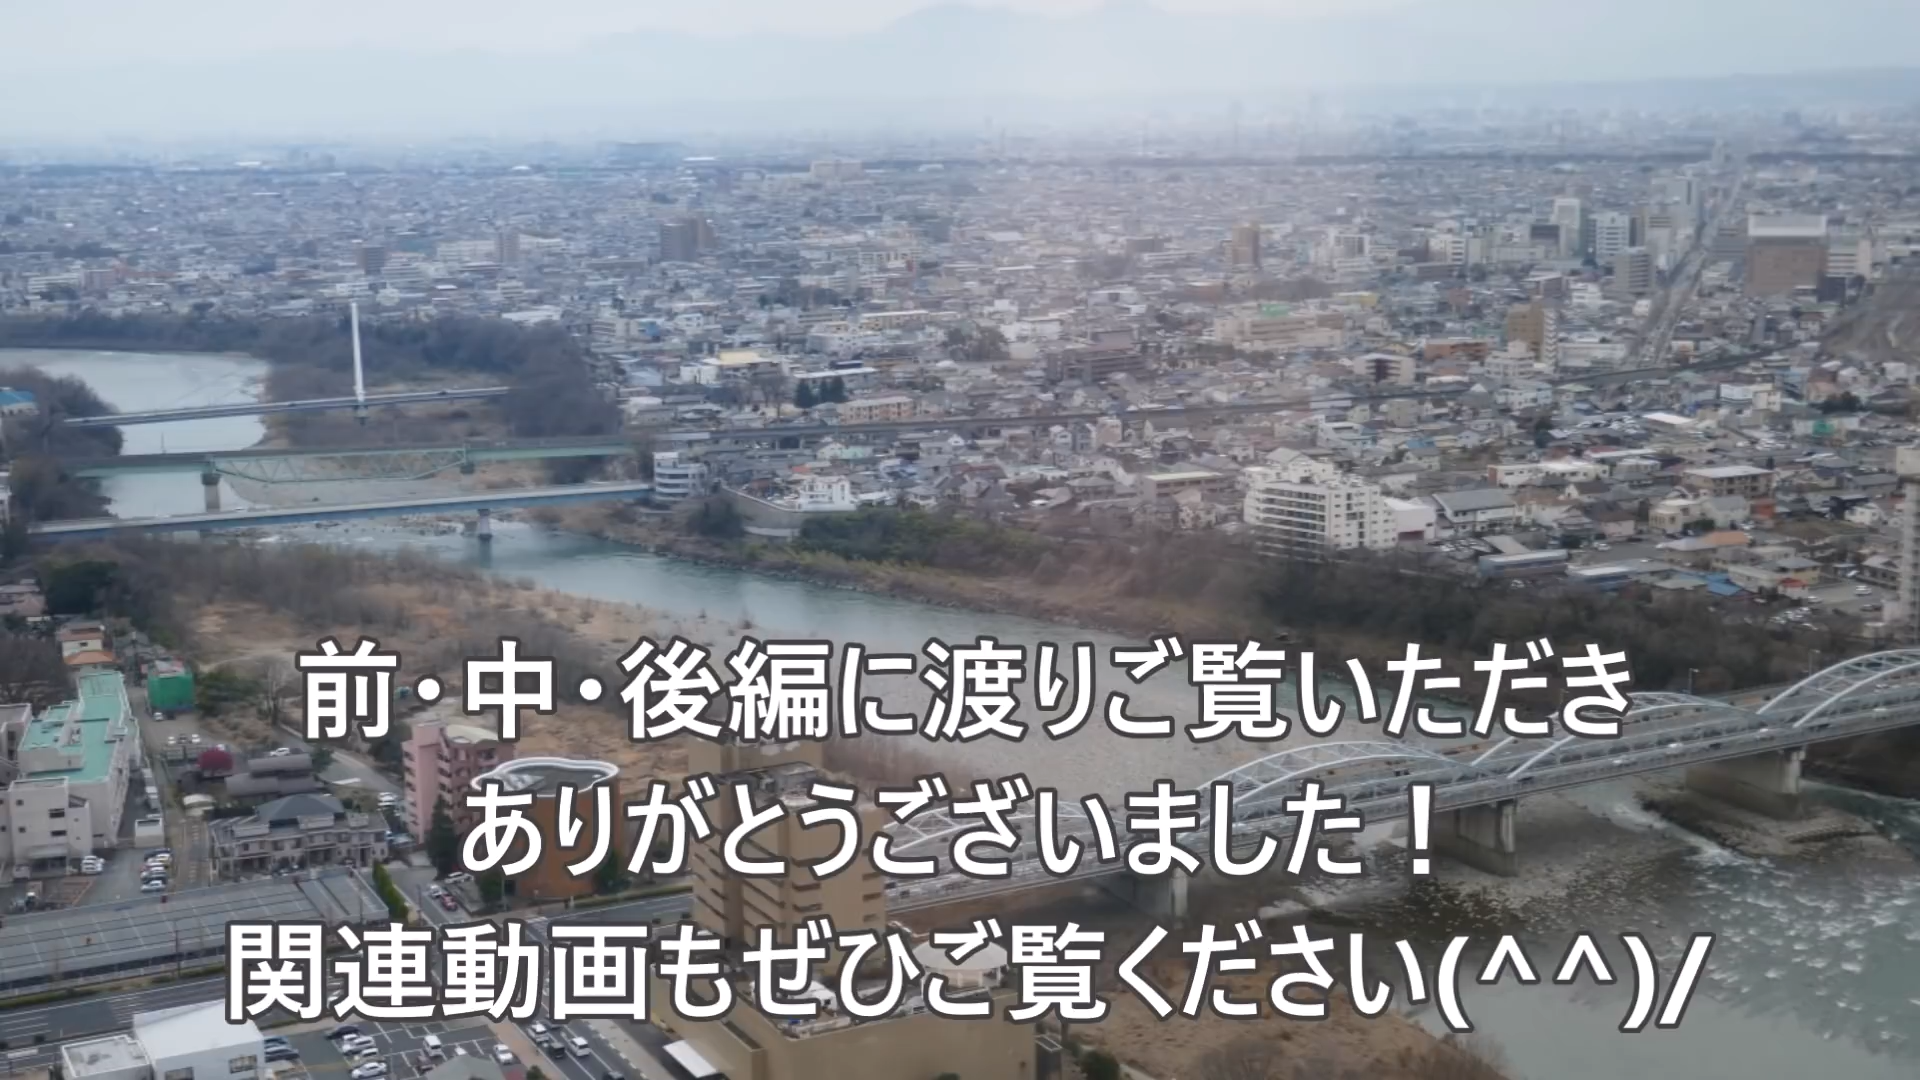 前・中・後編に渡りご覧いただき
ありがとうございました！
関連動画もぜひご覧ください(^^)/